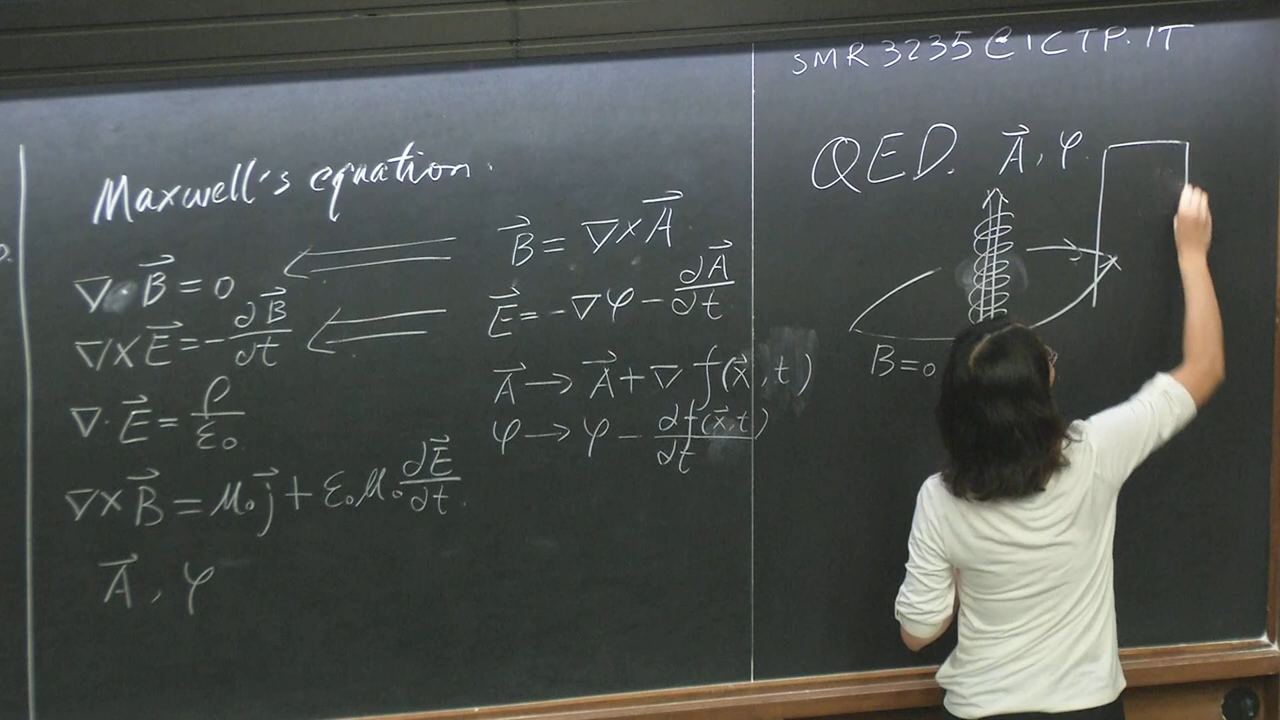 SMR 3235@ICTP.IT
Maxwell's equation.
∇·B⃗ = 0
∇×E⃗ = -∂B⃗/∂t
∇·E⃗ = ρ/ε₀
∇×B⃗ = μ₀j⃗ + ε₀μ₀ ∂E⃗/∂t.
A⃗, φ
B⃗ = ∇×A⃗
E⃗ = -∇φ - ∂A⃗/∂t
A⃗ → A⃗ + ∇f(x⃗, t)
φ → φ - ∂f(x⃗,t)/∂t
QED. A⃗, φ
B=0